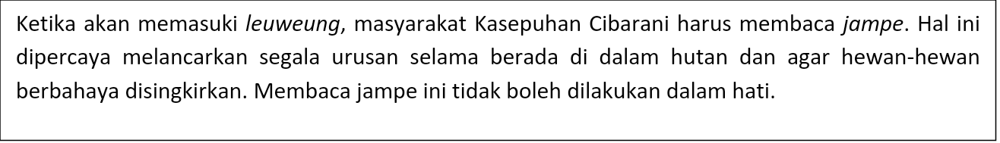 Ketika akan memasuki leuweung, masyarakat Kasepuhan Cibarani harus membaca jampe. Hal ini
dipercaya melancarkan segala urusan selama berada di dalam hutan dan agar hewan-hewan
berbahaya disingkirkan. Membaca jampe ini tidak boleh dilakukan dalam hati.